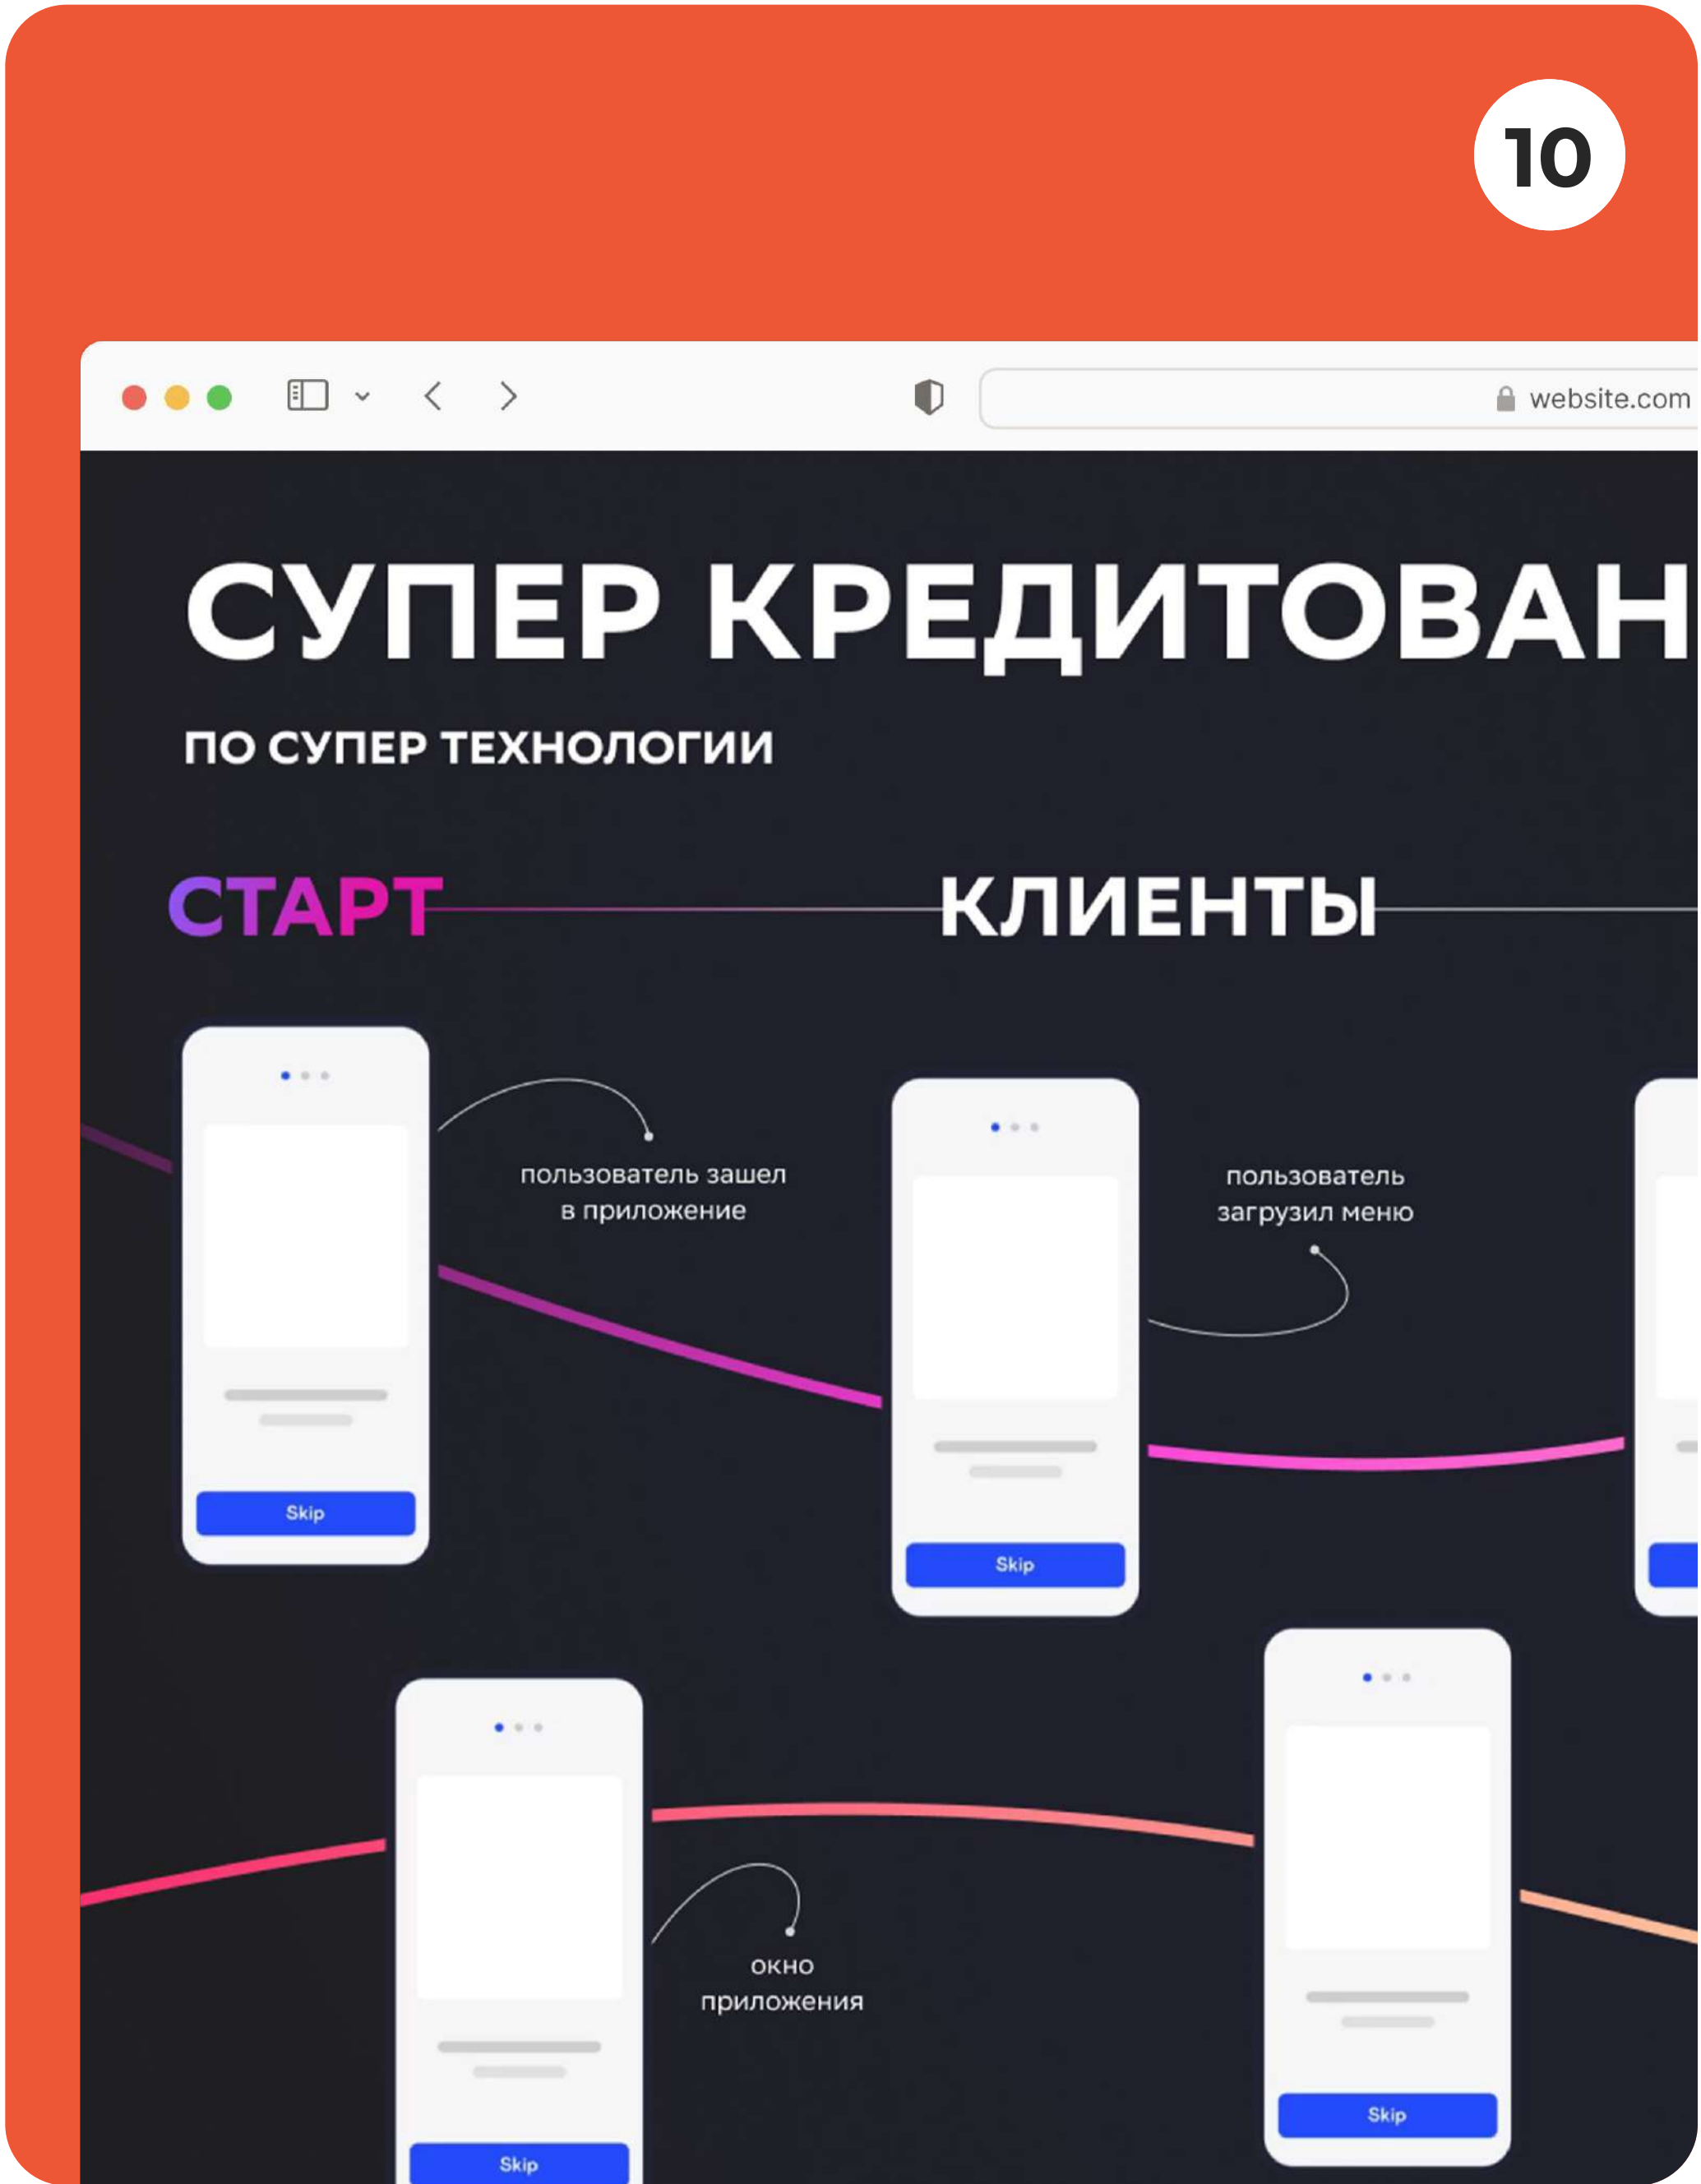 10
website.com
СУПЕР КРЕДИТОВАН
ПО СУПЕР ТЕХНОЛОГИИ
СТАРТ
КЛИЕНТЫ
пользователь зашел
в приложение
пользователь
загрузил меню
Skip
Skip
окно
приложения
Skip
Skip